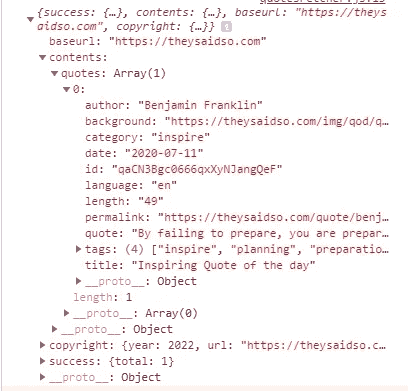 {success: {…}, contents: {…}, baseurl: "https://theys
aidso.com", copyright: {…}} i
baseurl: "https://theysaidso.com"
▼ contents:
▼ quotes: Array(1)
▼ 0:
author: "Benjamin Franklin"
background: "https://theysaidso.com/img/qod/q…
category: "inspire"
date: "2020-07-11"
id: "qaCN3Bgc0666qxXyNJangQeF"
language: "en"
length: "49"
permalink: "https://theysaidso.com/quote/benj…
quote: "By failing to prepare, you are prepar…
▶ tags: (4) ["inspire", "planning", "preparatio…
title: "Inspiring Quote of the day"
▶ __proto__: Object
length: 1
▶ __proto__: Array(0)
▶ __proto__: Object
▶ copyright: {year: 2022, url: "https://theysaidso.c…
▶ success: {total: 1}
▶ __proto__: Object